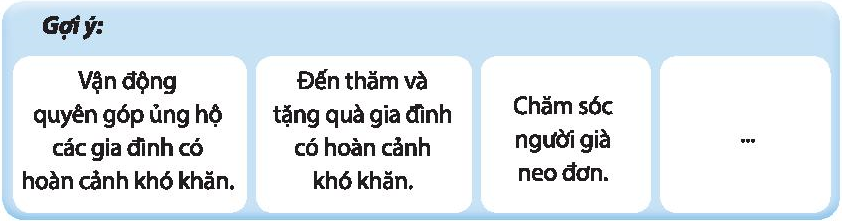 Gợi ý:
Vận động
quyên góp ủng hộ
các gia đình có
hoàn cảnh khó khăn.
Đến thăm và
tặng quà gia đình
có hoàn cảnh
khó khăn.
Chăm sóc
người già
neo đơn.
...